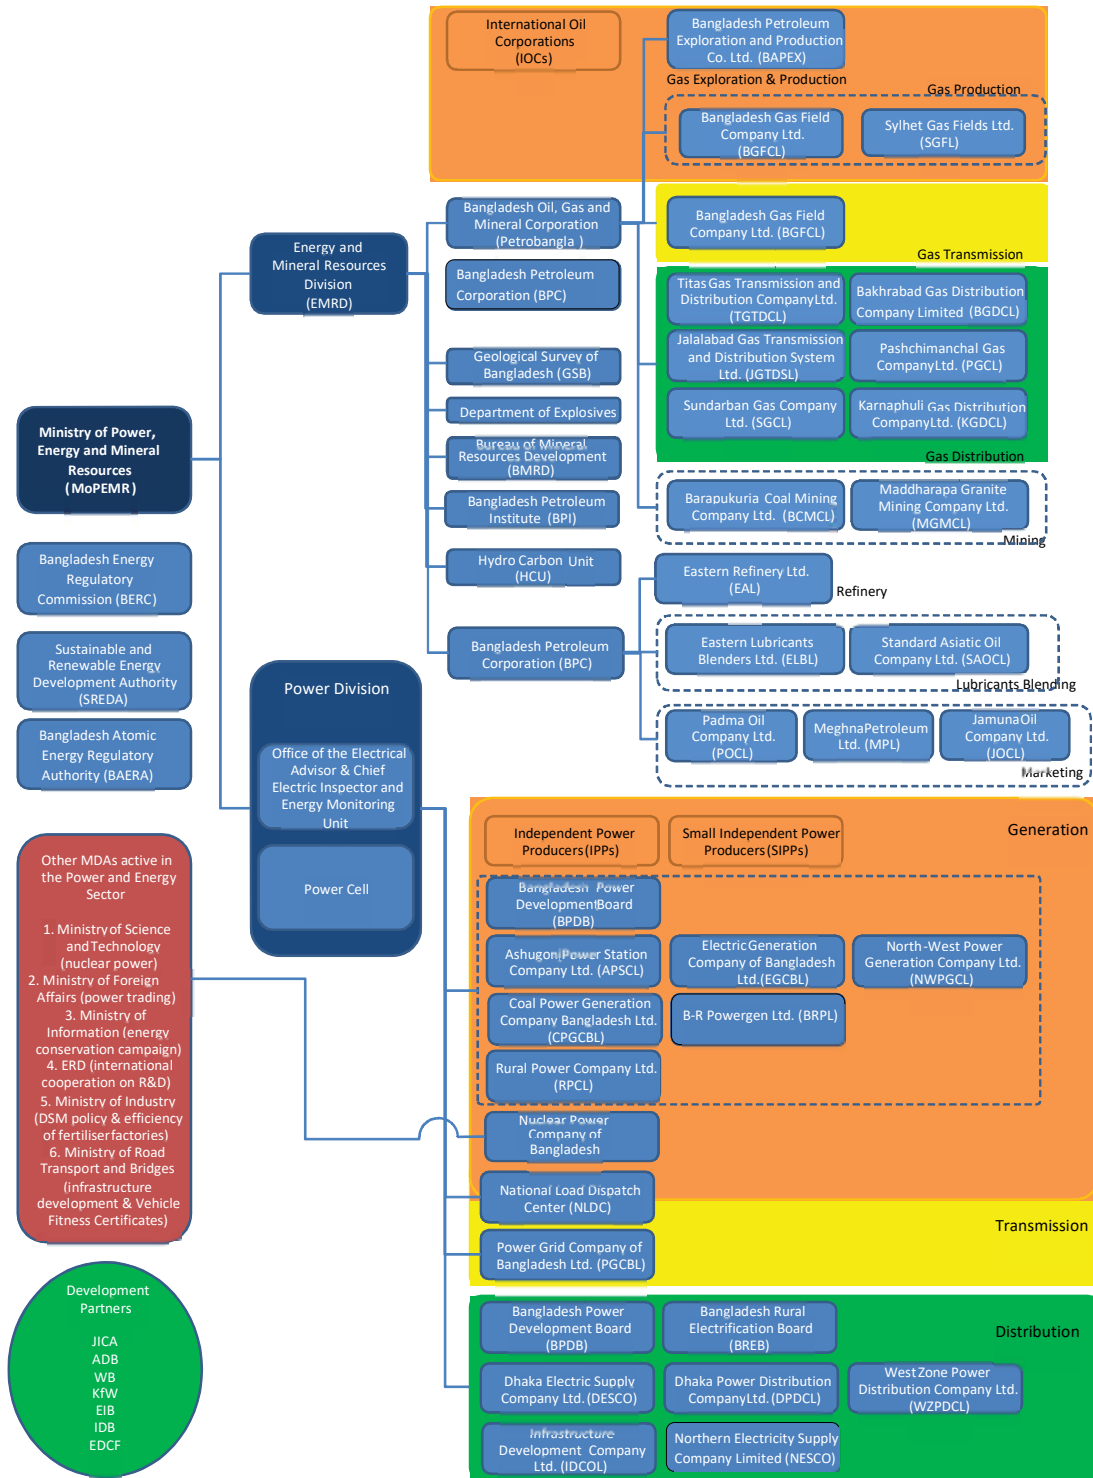 International Oil
Corporations
(IOCs)
Bangladesh Petroleum
Exploration and Production
Co. Ltd. (BAPEX)
Gas Exploration & Production
Gas Production
Bangladesh Gas Field
Company Ltd.
(BGFCL)
Sylhet Gas Fields Ltd.
(SGFL)
Bangladesh Oil, Gas and
Mineral Corporation
(Petrobangla )
Bangladesh Gas Field
Company Ltd. (BGFCL)
Gas Transmission
Energy and
Mineral Resources
Division
(EMRD)
Bangladesh Petroleum
Corporation (BPC)
Titas Gas Transmission and
Distribution Company Ltd.
(TGTDCL)
Bakhrabad Gas Distribution
Company Limited (BGDCL)
Jalalabad Gas Transmission
and Distribution System
Ltd. (JGTDSL)
Pashchimanchal Gas
Company Ltd. (PGCL)
Sundarban Gas Company
Ltd. (SGCL)
Karnaphuli Gas Distribution
Company Ltd. (KGDCL)
Gas Distribution
Geological Survey of
Bangladesh (GSB)
Department of Explosives
Bureau of Mineral
Resources Development
(BMRD)
Bangladesh Petroleum
Institute (BPI)
Hydro Carbon Unit
(HCU)
Barapukuria Coal Mining
Company Ltd. (BCMCL)
Maddharapa Granite
Mining Company Ltd.
(MGMCL)
Mining
Ministry of Power,
Energy and Mineral
Resources
(MoPEMR)
Bangladesh Energy
Regulatory
Commission (BERC)
Sustainable and
Renewable Energy
Development Authority
(SREDA)
Bangladesh Atomic
Energy Regulatory
Authority (BAERA)
Eastern Refinery Ltd.
(EAL)
Refinery
Bangladesh Petroleum
Corporation (BPC)
Eastern Lubricants
Blenders Ltd. (ELBL)
Standard Asiatic Oil
Company Ltd. (SAOCL)
Lubricants Blending
Padma Oil
Company Ltd.
(POCL)
Meghna Petroleum
Ltd. (MPL)
Jamuna Oil
Company Ltd.
(JOCL)
Marketing
Power Division
Office of the Electrical
Advisor & Chief
Electric Inspector and
Energy Monitoring
Unit
Power Cell
Generation
Independent Power
Producers (IPPs)
Small Independent Power
Producers (SIPPs)
Bangladesh Power
Development Board
(BPDB)
Ashugonj Power Station
Company Ltd. (APSCL)
Electric Generation
Company of Bangladesh
Ltd.(EGCBL)
North-West Power
Generation Company Ltd.
(NWPGCL)
Coal Power Generation
Company Bangladesh Ltd.
(CPGCBL)
B-R Powergen Ltd. (BRPL)
Rural Power Company Ltd.
(RPCL)
Nuclear Power
Company of
Bangladesh
National Load Dispatch
Center (NLDC)
Transmission
Power Grid Company of
Bangladesh Ltd. (PGCBL)
Other MDAs active in
the Power and Energy
Sector
1. Ministry of Science
and Technology
(nuclear power)
2. Ministry of Foreign
Affairs (power trading)
3. Ministry of
Information (energy
conservation campaign)
4. ERD (international
cooperation on R&D)
5. Ministry of Industry
(DSM policy & efficiency
of fertiliser factories)
6. Ministry of Road
Transport and Bridges
(infrastructure
development & Vehicle
Fitness Certificates)
Development
Partners
JICA
ADB
WB
KfW
EIB
IDB
EDCF
Bangladesh Power
Development Board
(BPDB)
Bangladesh Rural
Electrification Board
(BREB)
Distribution
Dhaka Electric Supply
Company Ltd. (DESCO)
Dhaka Power Distribution
Company Ltd. (DPDCL)
West Zone Power
Distribution Company Ltd.
(WZPDCL)
Infrastructure
Development Company
Ltd. (IDCOL)
Northern Electricity Supply
Company Limited (NESCO)